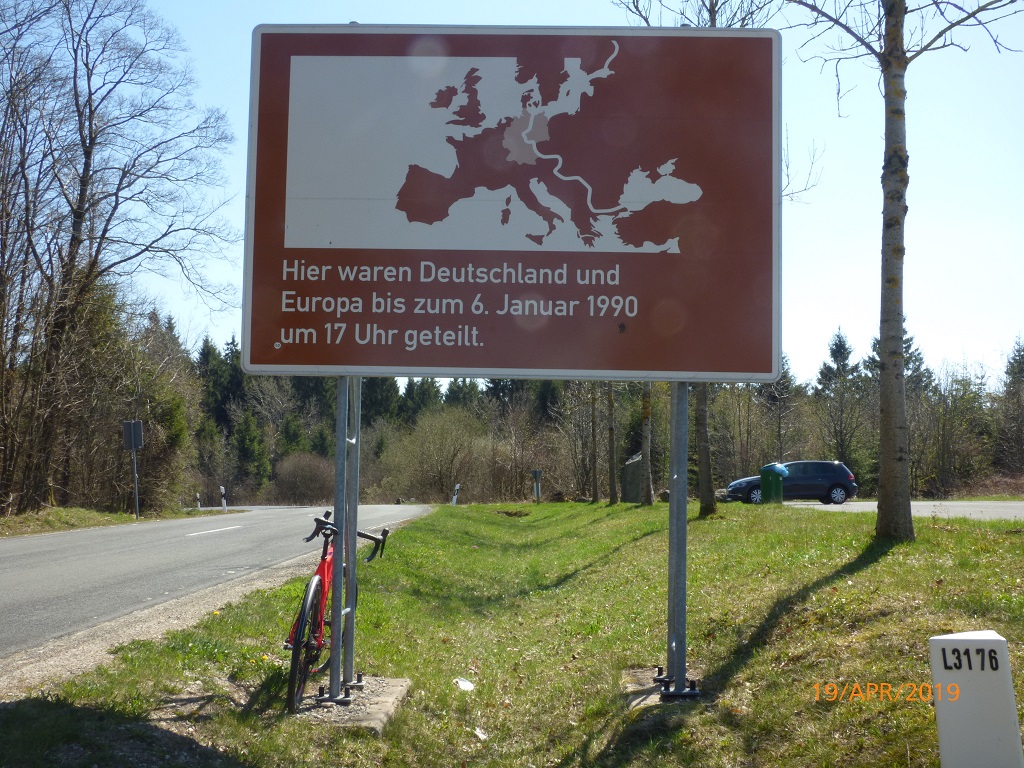 Hier waren Deutschland und
Europa bis zum 6. Januar 1990
um 17 Uhr geteilt.
L3176
19/APR/2019